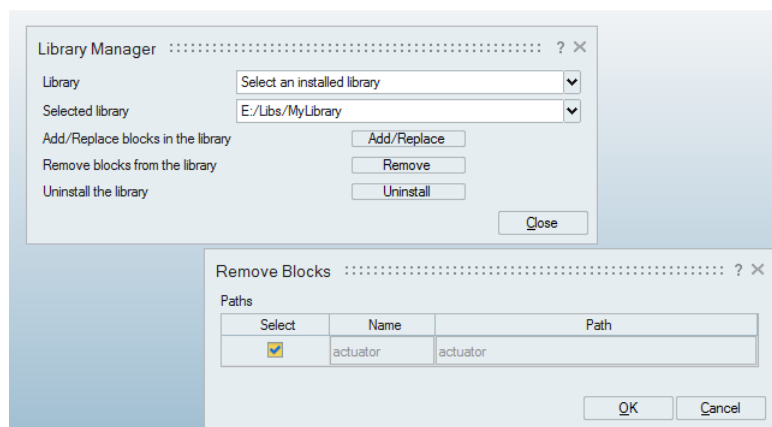 Library Manager ? ×
Library Select an installed library
Selected library E:/Libs/MyLibrary
Add/Replace blocks in the library Add/Replace
Remove blocks from the library Remove
Uninstall the library Uninstall
Close
Remove Blocks ? ×
Paths
Select Name Path
actuator actuator
OK Cancel